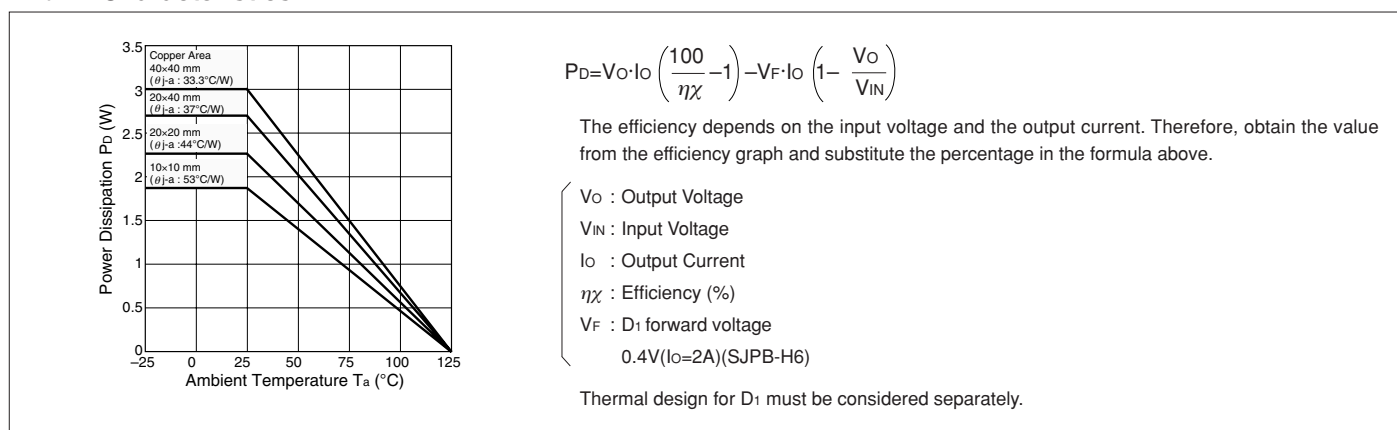 3.5
3
2.5
2
1.5
1
0.5
0
Power Dissipation PD (W)
Copper Area
40×40 mm
(θj-a : 33.3°C/W)
20×40 mm
(θj-a : 37°C/W)
20×20 mm
(θj-a :44°C/W)
10×10 mm
(θj-a : 53°C/W)
–25 0 25 50 75 100 125
Ambient Temperature Ta (°C)
PD=VO·IO (100/ηχ –1) –VF·IO (1– VO/VIN)
The efficiency depends on the input voltage and the output current. Therefore, obtain the value
from the efficiency graph and substitute the percentage in the formula above.
VO : Output Voltage
VIN : Input Voltage
IO : Output Current
ηχ : Efficiency (%)
VF : D1 forward voltage
0.4V(IO=2A)(SJPB-H6)
Thermal design for D1 must be considered separately.